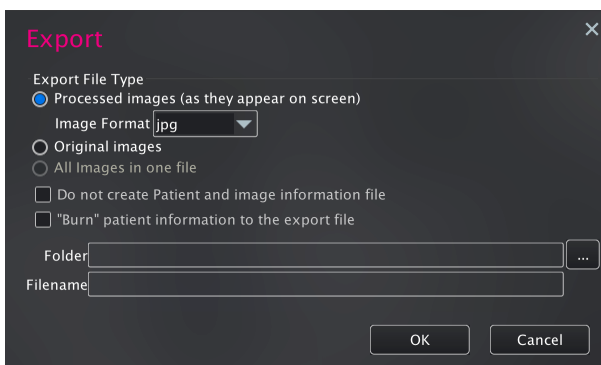 Export
Export File Type
Processed images (as they appear on screen)
Image Format jpg
Original images
All Images in one file
Do not create Patient and image information file
"Burn" patient information to the export file
Folder ...
Filename
OK Cancel